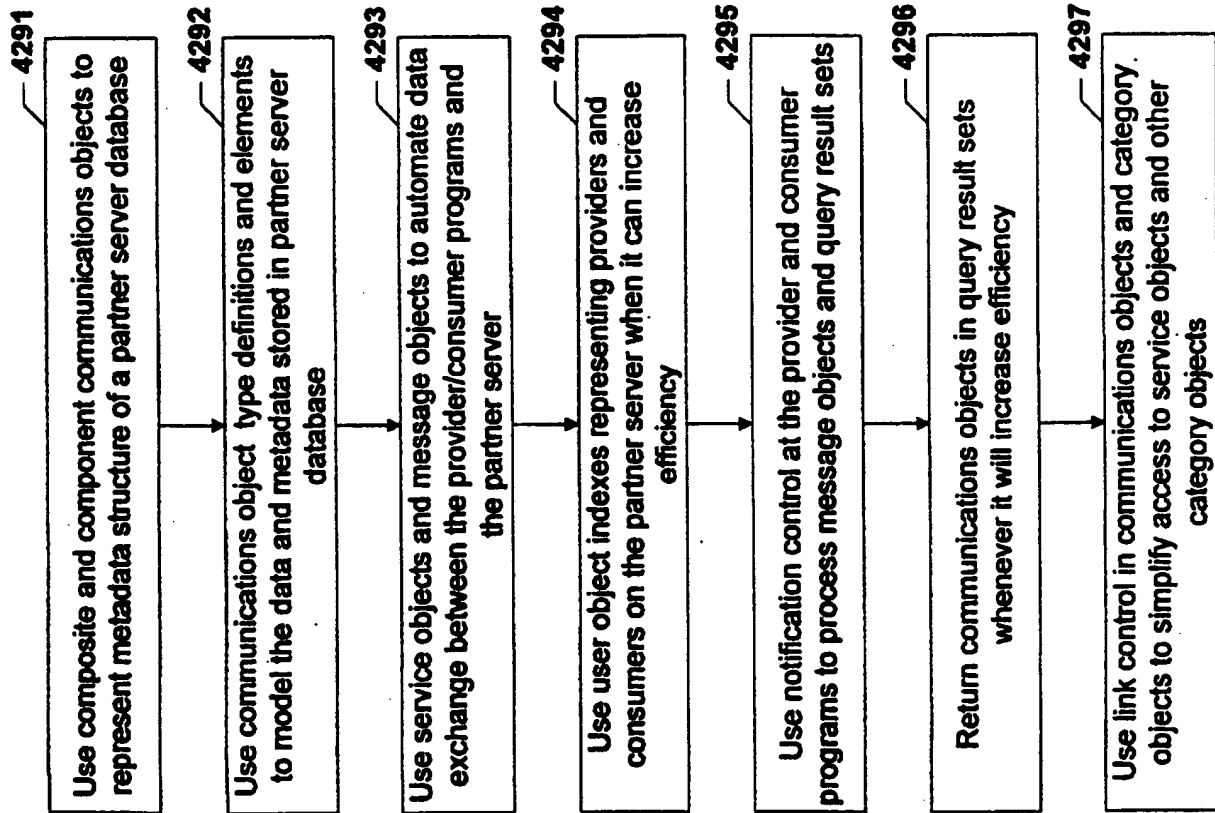 4291
Use composite and component communications objects to
represent metadata structure of a partner server database
4292
Use communications object type definitions and elements
to model the data and metadata stored in partner server
database
4293
Use service objects and message objects to automate data
exchange between the provider/consumer programs and
the partner server
4294
Use user object indexes representing providers and
consumers on the partner server when it can increase
efficiency
4295
Use notification control at the provider and consumer
programs to process message objects and query result sets
4296
Return communications objects in query result sets
whenever it will increase efficiency
4297
Use link control in communications objects and category.
objects to simplify access to service objects and other
category objects